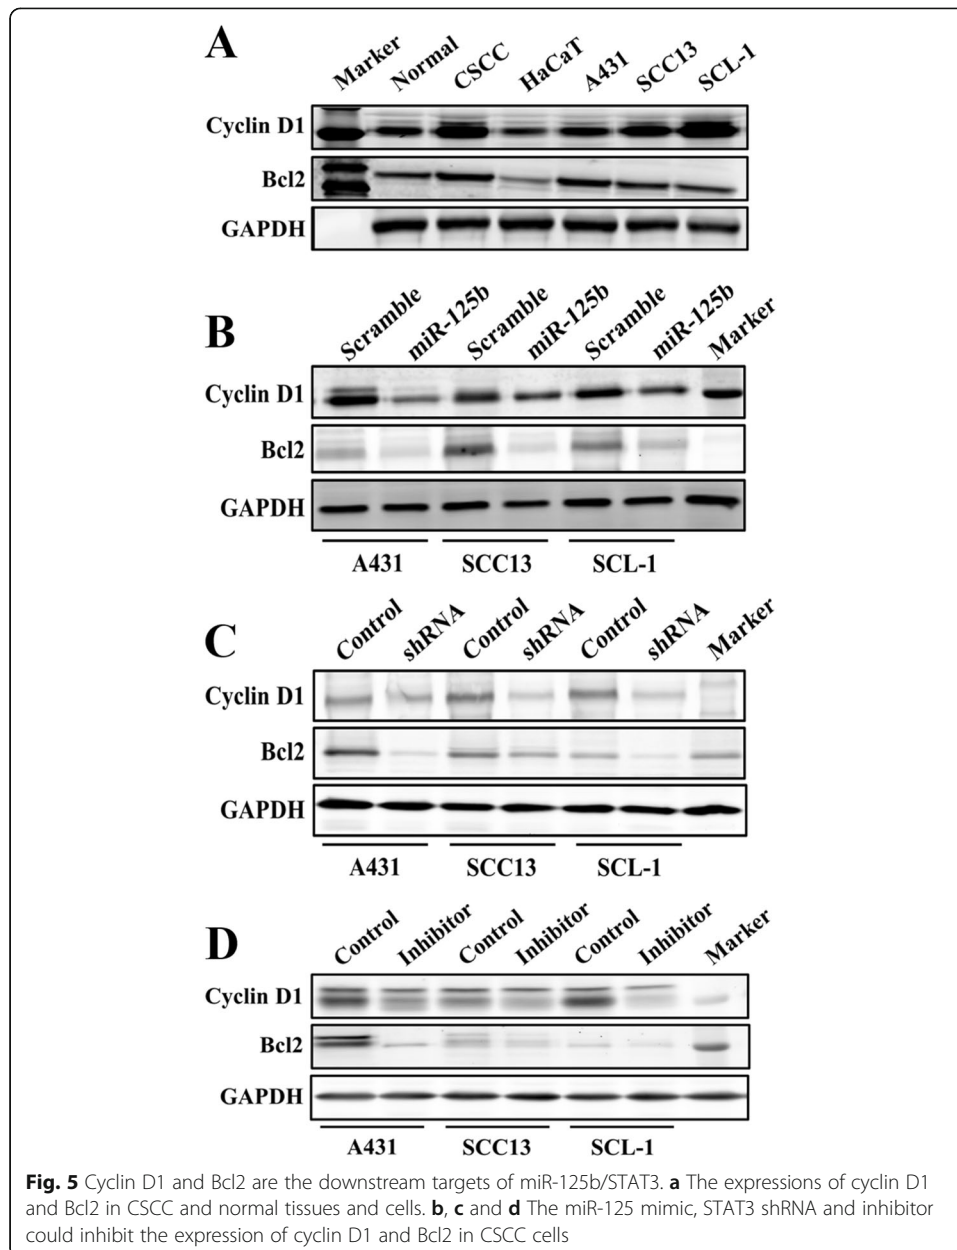 A
Marker Normal CSCC HaCaT A431 SCC13 SCL-1
Cyclin D1
Bcl2
GAPDH
B
Scramble miR-125b Scramble miR-125b Scramble miR-125b Marker
Cyclin D1
Bcl2
GAPDH
A431 SCC13 SCL-1
C
Control shRNA Control shRNA Control shRNA Marker
Cyclin D1
Bcl2
GAPDH
A431 SCC13 SCL-1
D
Control Inhibitor Control Inhibitor Control Inhibitor Marker
Cyclin D1
Bcl2
GAPDH
A431 SCC13 SCL-1
Fig. 5 Cyclin D1 and Bcl2 are the downstream targets of miR-125b/STAT3. a The expressions of cyclin D1
and Bcl2 in CSCC and normal tissues and cells. b, c and d The miR-125 mimic, STAT3 shRNA and inhibitor
could inhibit the expression of cyclin D1 and Bcl2 in CSCC cells